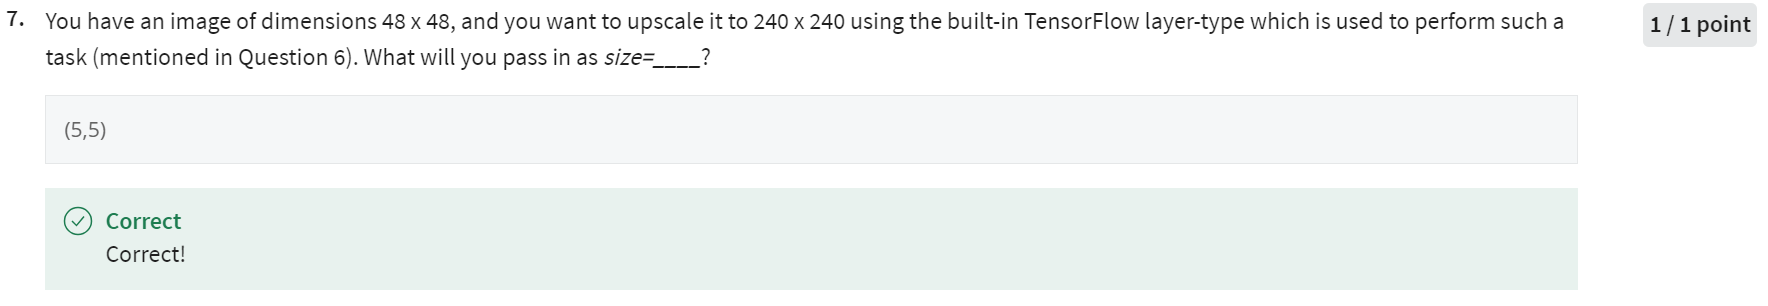 7. You have an image of dimensions 48 x 48, and you want to upscale it to 240 x 240 using the built-in TensorFlow layer-type which is used to perform such a
1 / 1 point
task (mentioned in Question 6). What will you pass in as size=____?
(5,5)
Correct
Correct!